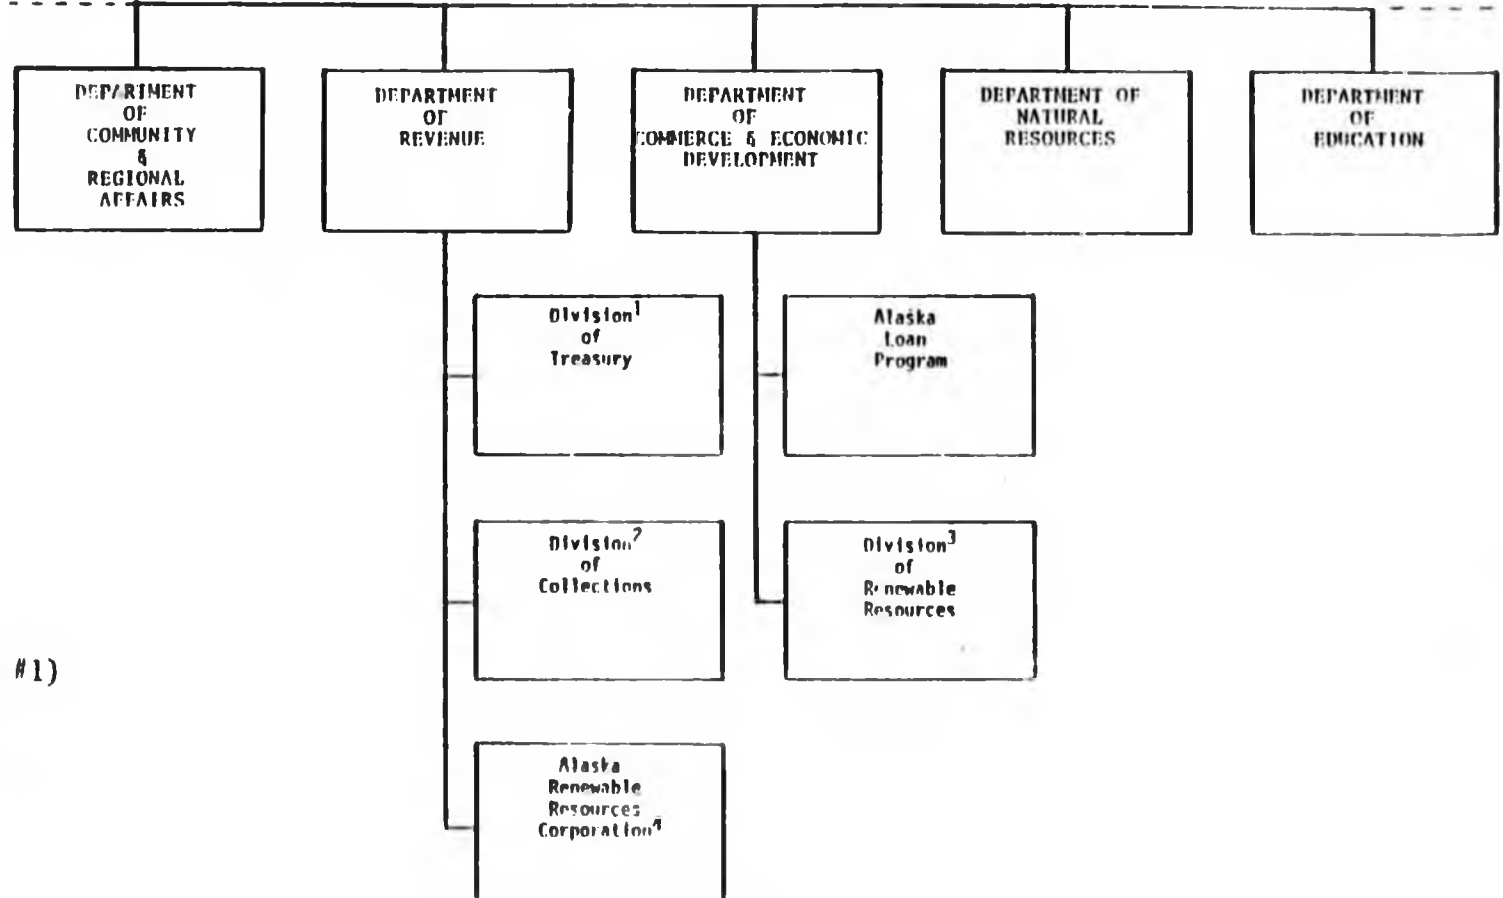 DEPARTMENT
OF
COMMUNITY
&
REGIONAL
AFFAIRS
DEPARTMENT
OF
REVENUE
DEPARTMENT
OF
COMMERCE & ECONOMIC
DEVELOPMENT
DEPARTMENT OF
NATURAL
RESOURCES
DEPARTMENT
OF
EDUCATION
Division1
of
Treasury
Alaska
Loan
Program
Division2
of
Collections
Division3
of
Renewable
Resources
#1)
Alaska
Renewable
Resources
Corporation4